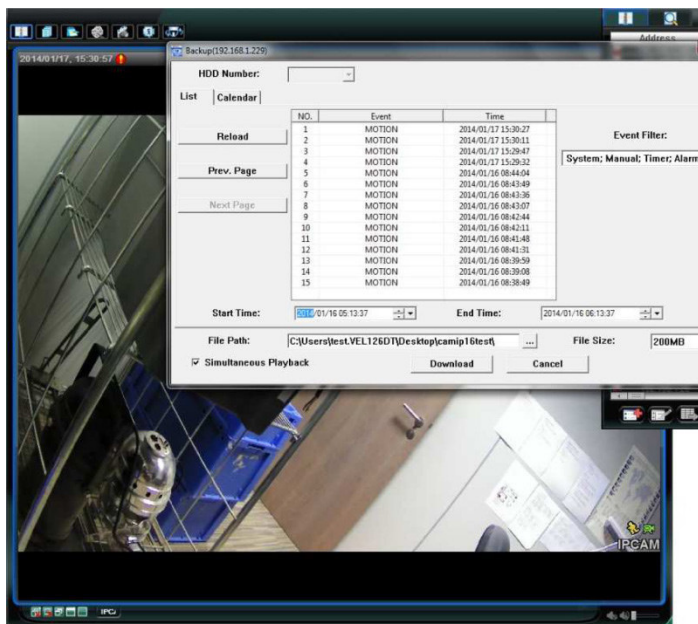 Address
2014/01/17, 15:30:57
Backup(192.168.1.229)
HDD Number:
List Calendar
NO. Event Time
1 MOTION 2014/01/17 15:30:27
2 MOTION 2014/01/17 15:30:11
3 MOTION 2014/01/17 15:29:47
4 MOTION 2014/01/17 15:29:32
5 MOTION 2014/01/16 08:44:04
6 MOTION 2014/01/16 08:43:49
7 MOTION 2014/01/16 08:43:36
8 MOTION 2014/01/16 08:43:07
9 MOTION 2014/01/16 08:42:44
10 MOTION 2014/01/16 08:42:11
11 MOTION 2014/01/16 08:41:48
12 MOTION 2014/01/16 08:41:31
13 MOTION 2014/01/16 08:39:59
14 MOTION 2014/01/16 08:39:08
15 MOTION 2014/01/16 08:38:49
Reload
Prev. Page
Next Page
Event Filter:
System; Manual; Timer; Alarm
Start Time: 2014/01/16 05:13:37 End Time: 2014/01/16 06:13:37
File Path: C:\Users\test.VEL126DT\Desktop\camip16test\ ... File Size: 200MB
Simultaneous Playback Download Cancel
IPCAM
IPC